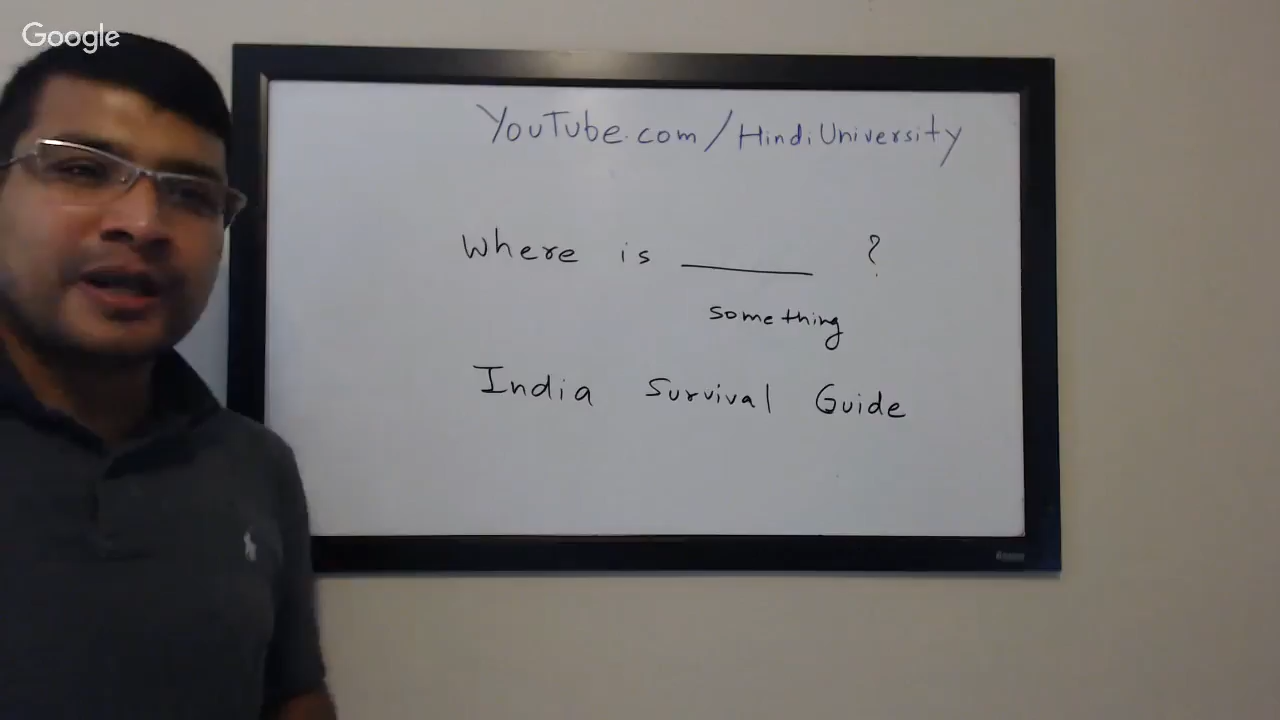 Google
YouTube.com/HindiUniversity
Where is ______ ?
something
India Survival Guide